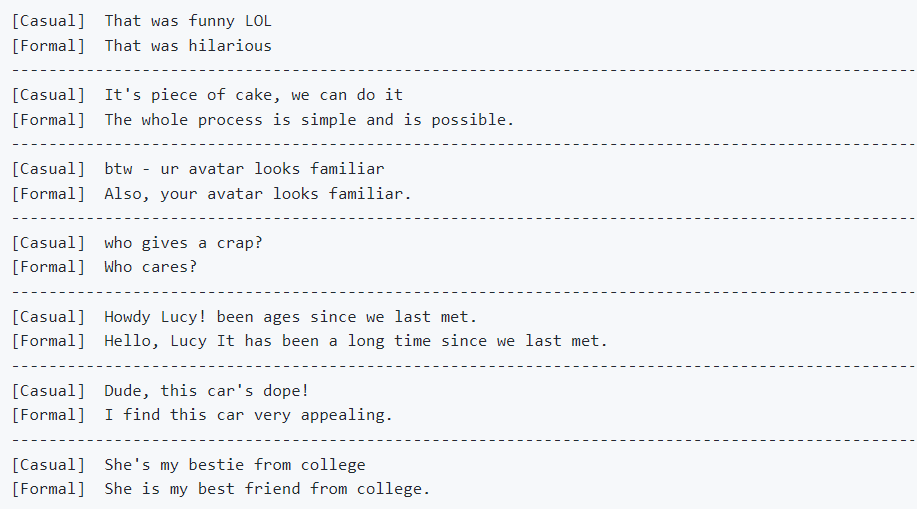 [Casual]  That was funny LOL
[Formal]  That was hilarious
----------------------------------------------------------------------------------------------------
[Casual]  It's piece of cake, we can do it
[Formal]  The whole process is simple and is possible.
----------------------------------------------------------------------------------------------------
[Casual]  btw - ur avatar looks familiar
[Formal]  Also, your avatar looks familiar.
----------------------------------------------------------------------------------------------------
[Casual]  who gives a crap?
[Formal]  Who cares?
----------------------------------------------------------------------------------------------------
[Casual]  Howdy Lucy! been ages since we last met.
[Formal]  Hello, Lucy It has been a long time since we last met.
----------------------------------------------------------------------------------------------------
[Casual]  Dude, this car's dope!
[Formal]  I find this car very appealing.
----------------------------------------------------------------------------------------------------
[Casual]  She's my bestie from college
[Formal]  She is my best friend from college.